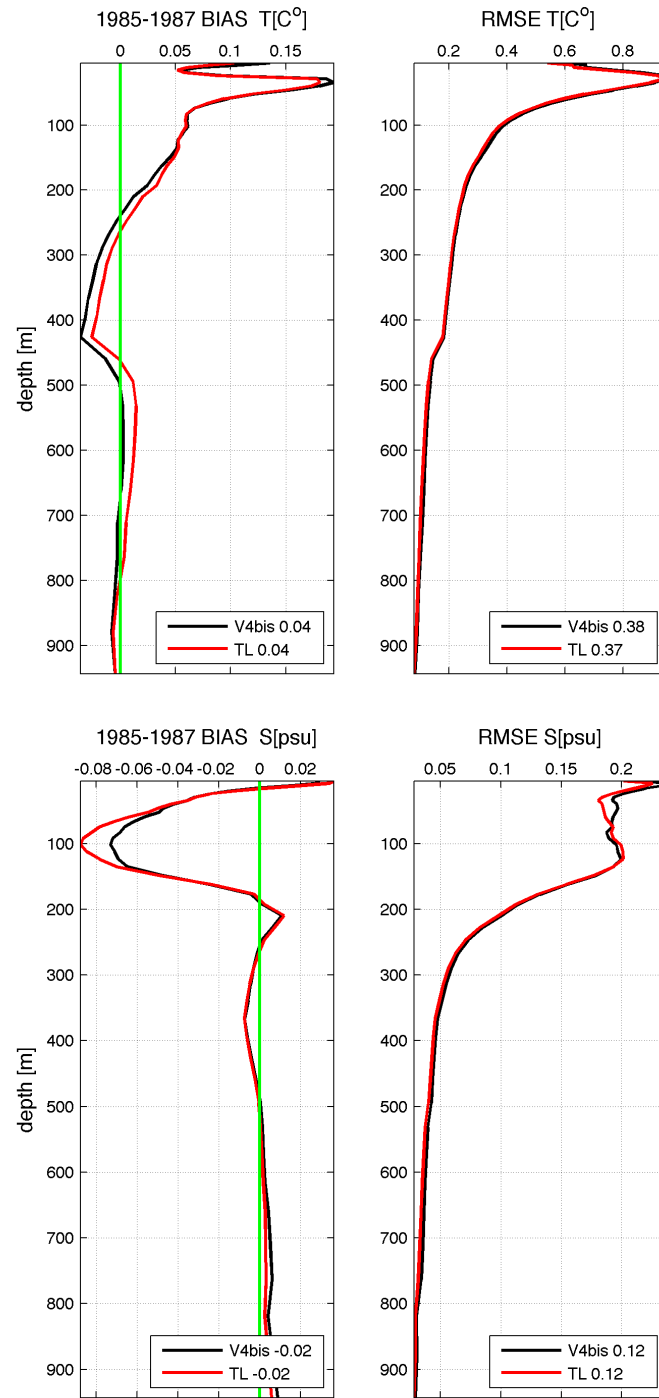 1985-1987 BIAS T[C°]
0 0.05 0.1 0.15
100
200
300
400
500
600
700
800
900
depth [m]
V4bis 0.04
TL 0.04
RMSE T[C°]
0.2 0.4 0.6 0.8
V4bis 0.38
TL 0.37
1985-1987 BIAS S[psu]
-0.08 -0.06 -0.04 -0.02 0 0.02
100
200
300
400
500
600
700
800
900
depth [m]
V4bis -0.02
TL -0.02
RMSE S[psu]
0.05 0.1 0.15 0.2
V4bis 0.12
TL 0.12